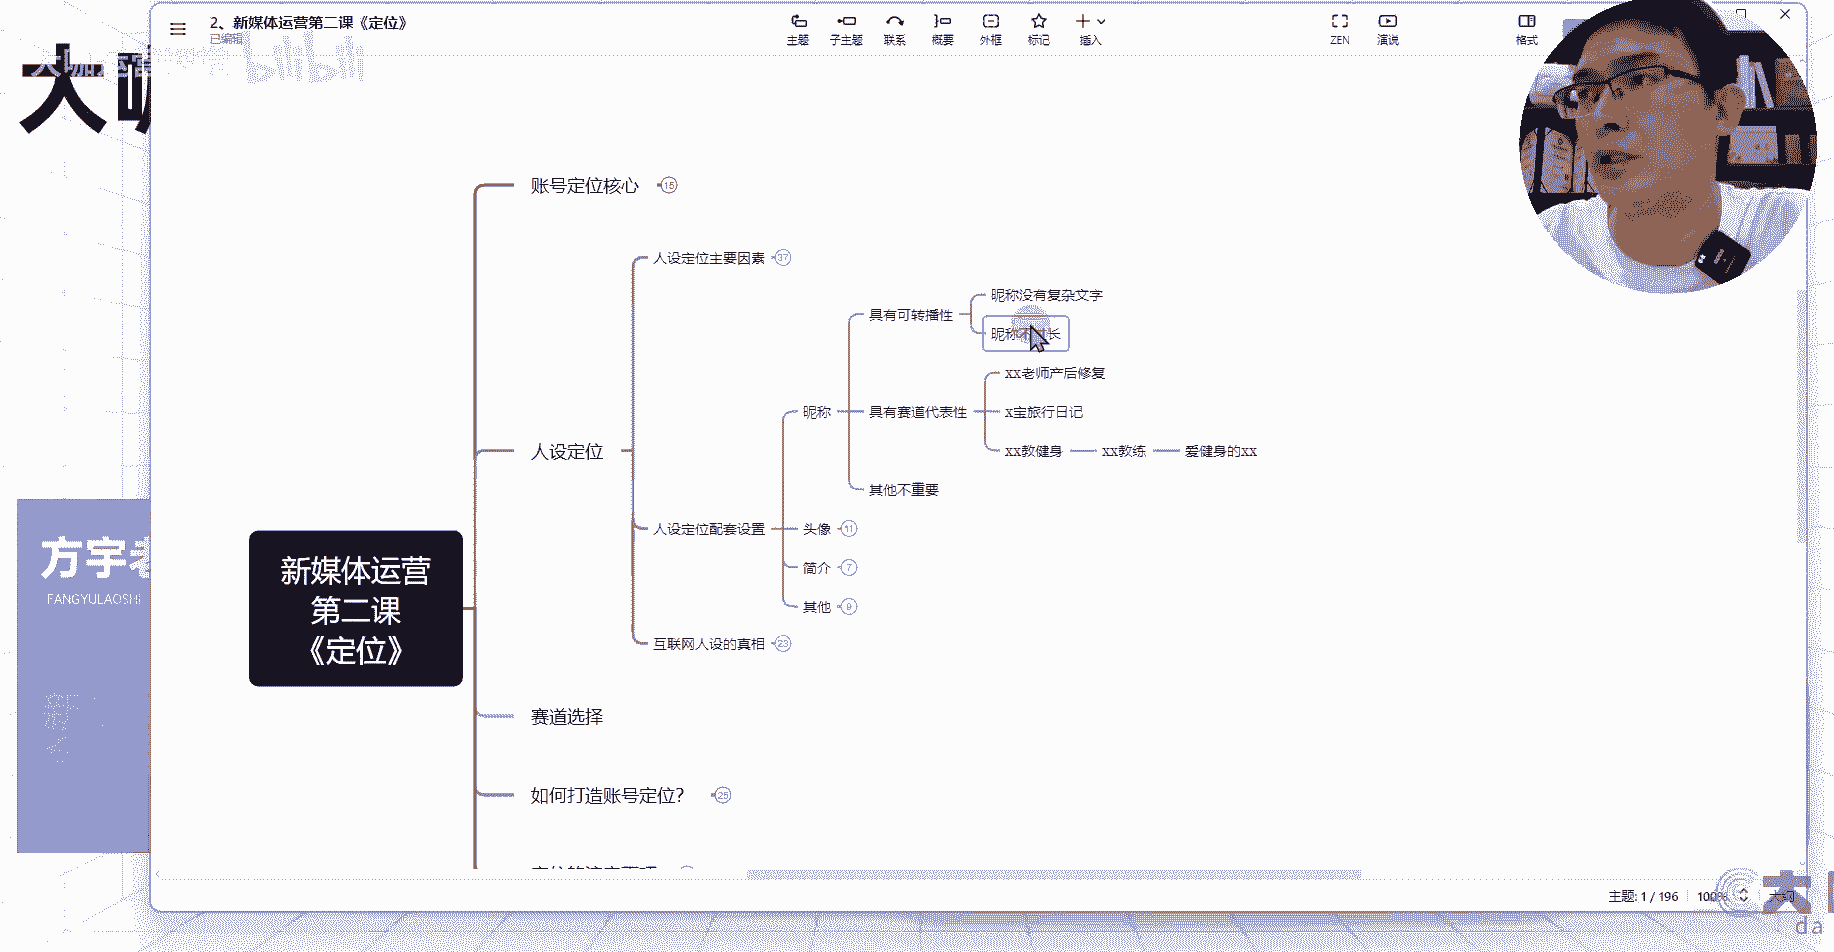 2、新媒体运营第二课《定位》
已编辑
主题
子主题
联系
概要
外框
标记
插入
ZEN
演说
格式
大咖运营
bilibili
大
账号定位核心 15
人设定位主要因素 37
昵称没有复杂文字
具有可转播性
昵称不过长
xx老师产后修复
昵称
具有赛道代表性
x宝旅行日记
人设定位
xx教健身
xx教练
爱健身的xx
其他不重要
人设定位配套设置
头像 11
简介 7
其他 9
新媒体运营
第二课
《定位》
互联网人设的真相 23
赛道选择
如何打造账号定位？ 25
方宇老
FANGYULAOSHI
主题: 1 / 196
100%
大
da